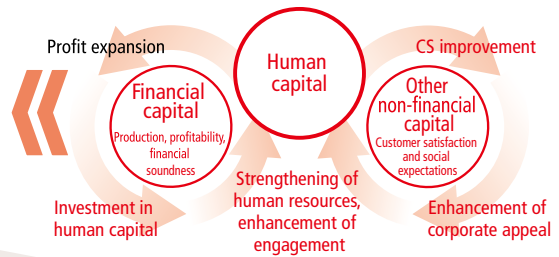 Profit expansion
Human
capital
CS improvement
Financial
capital
Production, profitability,
financial
soundness
Other
non-financial
capital
Customer satisfaction
and social
expectations
Investment in
human capital
Strengthening of
human resources,
enhancement of
engagement
Enhancement of
corporate appeal